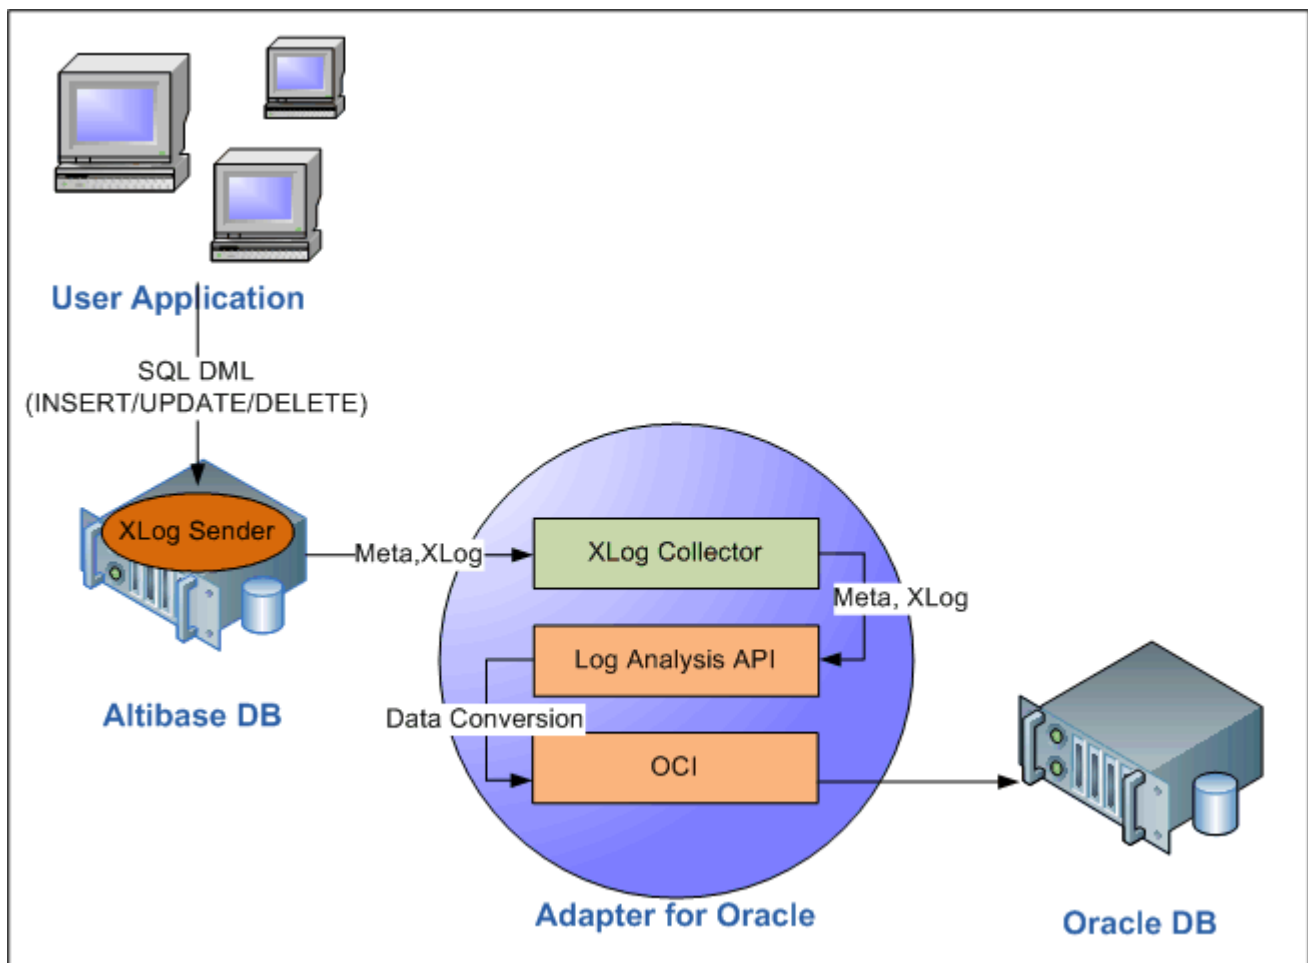 User Application
SQL DML
(INSERT/UPDATE/DELETE)
XLog Sender
Meta,XLog
XLog Collector
Meta, XLog
Log Analysis API
Altibase DB
Data Conversion
OCI
Adapter for Oracle
Oracle DB